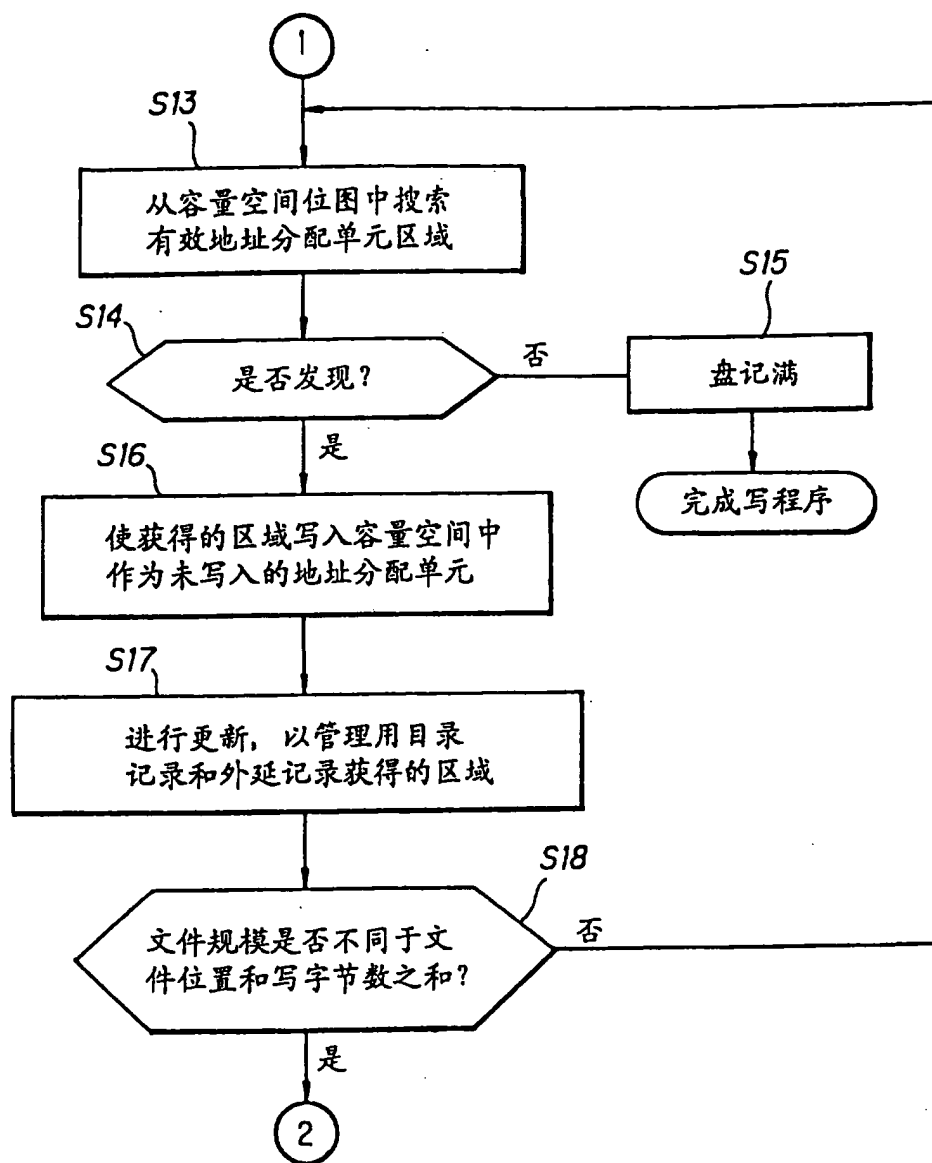 1
S13
从容量空间位图中搜索
有效地址分配单元区域
S14
是否发现?
否
S15
盘记满
完成写程序
是
S16
使获得的区域写入容量空间中
作为未写入的地址分配单元
S17
进行更新,以管理用目录
记录和外延记录获得的区域
S18
文件规模是否不同于文
件位置和写字节数之和?
否
是
2